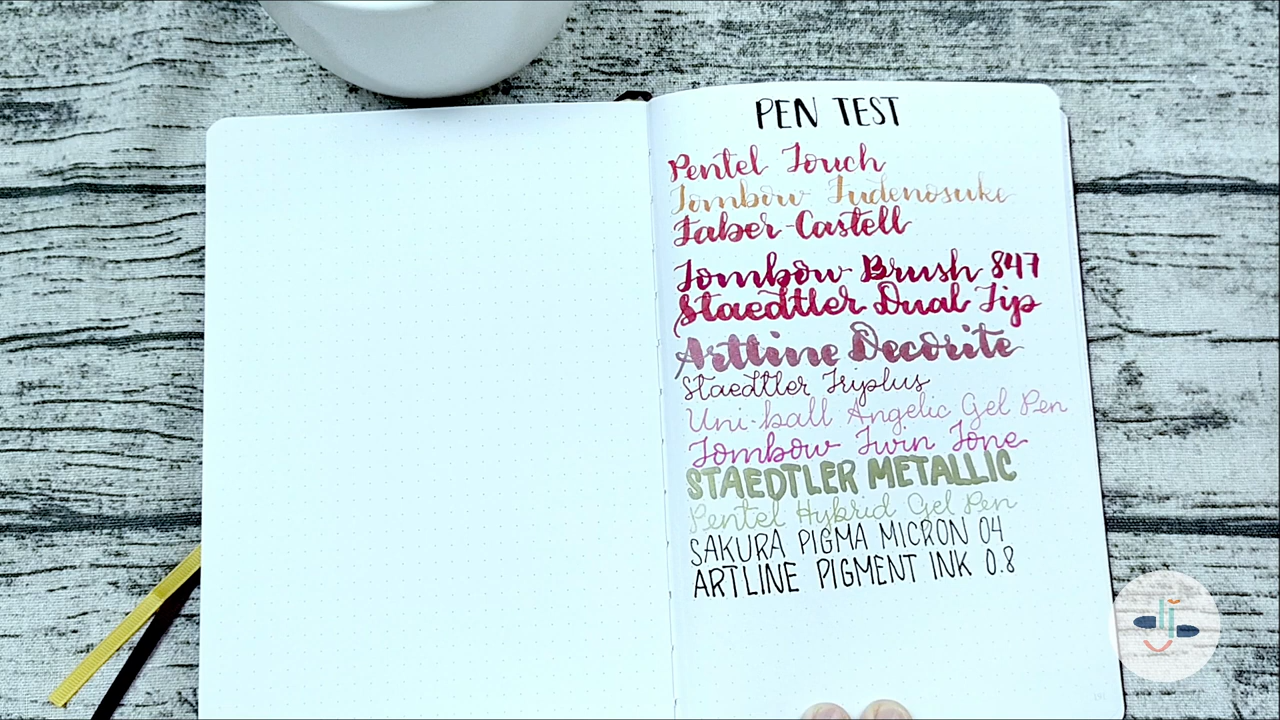 PEN TEST
Pentel Touch
Tombow Fudenosuke
Faber-Castell
Tombow Brush 847
Staedtler Dual Tip
Artline Decorite
Staedtler Triplus
Uni-ball Angelic Gel Pen
Tombow Twin Tone
STAEDTLER METALLIC
Pentel Hybrid Gel Pen
SAKURA PIGMA MICRON 04
ARTLINE PIGMENT INK 0.8